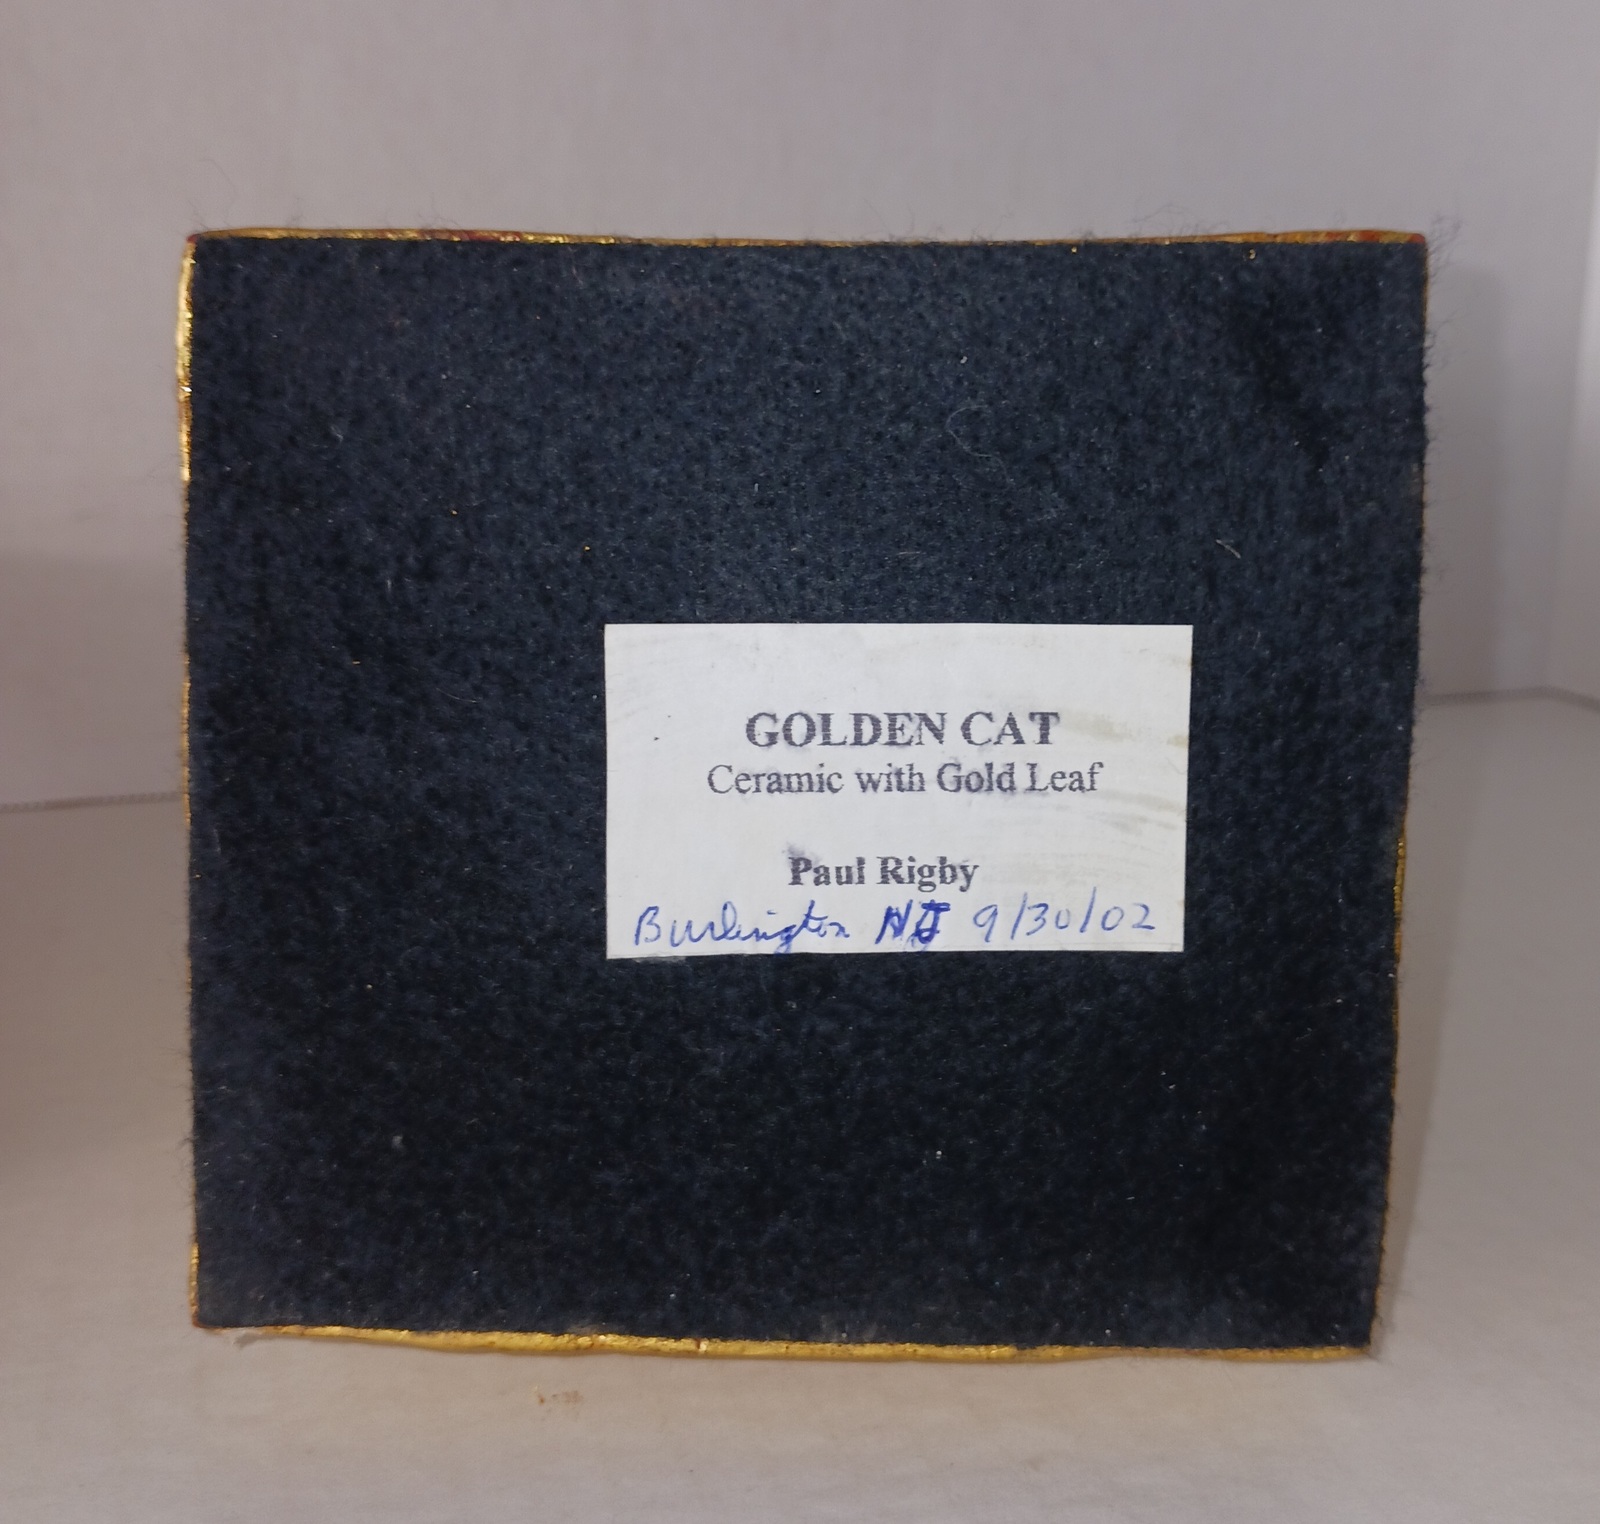 GOLDEN CAT
Ceramic with Gold Leaf
Paul Rigby
Burlington NJ 9/30/02